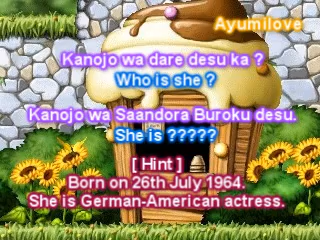 Ayumilove
Kanojo wa dare desu ka ?
Who is she ?
Kanojo wa Saandora Buroku desu.
She is ?????
[ Hint ]
Born on 26th July 1964.
She is German-American actress.